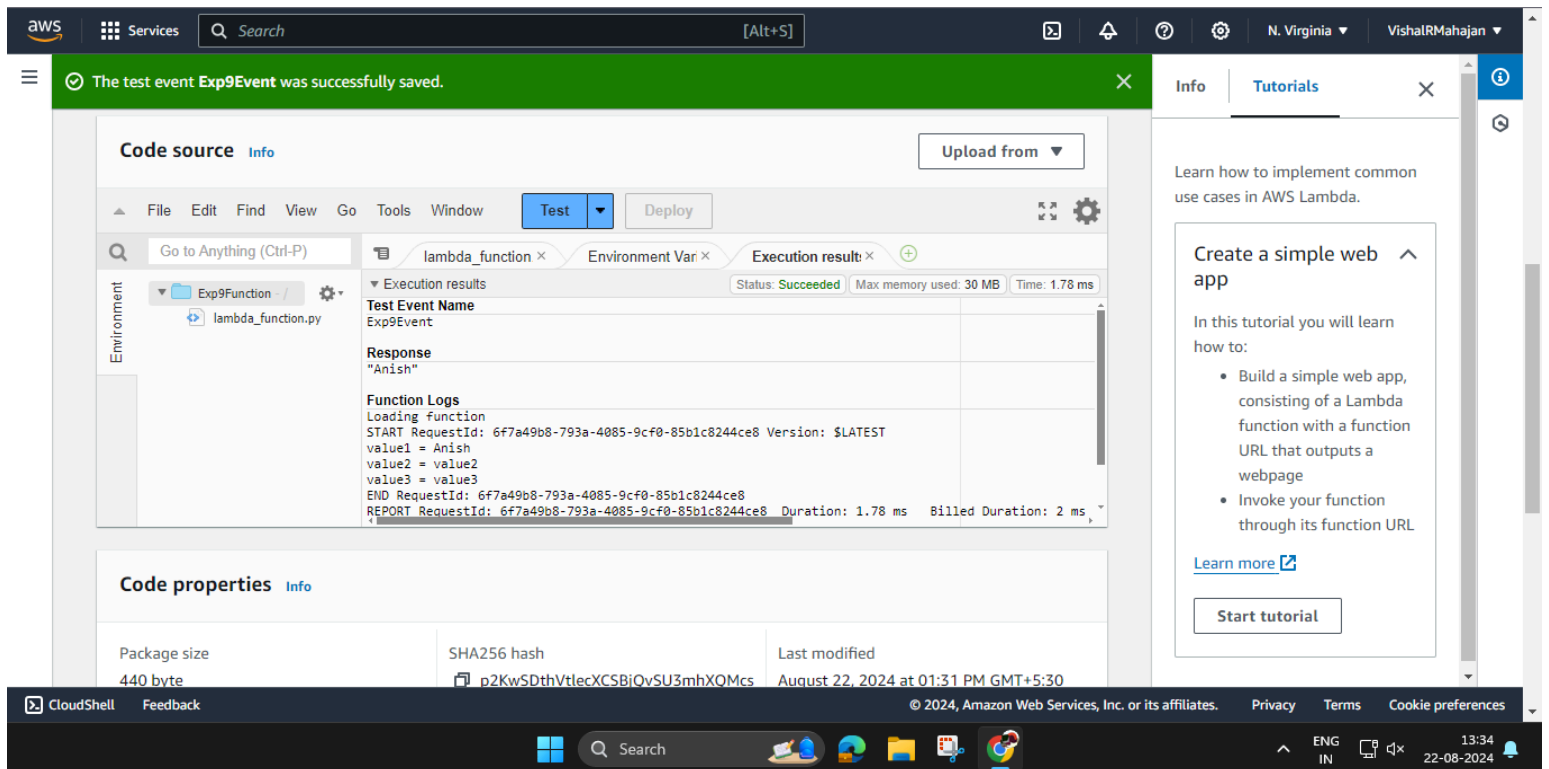 aws
Services
Search
[Alt+S]
N. Virginia
VishalRMahajan
The test event Exp9Event was successfully saved.
Info
Tutorials
Code source Info
Upload from
File Edit Find View Go Tools Window
Test
Deploy
Go to Anything (Ctrl-P)
lambda_function
Environment Vari
Execution results
Environment
Exp9Function - /
lambda_function.py
Execution results
Status: Succeeded
Max memory used: 30 MB
Time: 1.78 ms
Test Event Name
Exp9Event
Response
"Anish"
Function Logs
Loading function
START RequestId: 6f7a49b8-793a-4085-9cf0-85b1c8244ce8 Version: $LATEST
value1 = Anish
value2 = value2
value3 = value3
END RequestId: 6f7a49b8-793a-4085-9cf0-85b1c8244ce8
REPORT RequestId: 6f7a49b8-793a-4085-9cf0-85b1c8244ce8 Duration: 1.78 ms Billed Duration: 2 ms
Code properties Info
Package size
440 byte
SHA256 hash
p2KwSDthVtlecXCSBjQvSU3mhXQMcs
Last modified
August 22, 2024 at 01:31 PM GMT+5:30
Learn how to implement common
use cases in AWS Lambda.
Create a simple web
app
In this tutorial you will learn
how to:
Build a simple web app,
consisting of a Lambda
function with a function
URL that outputs a
webpage
Invoke your function
through its function URL
Learn more
Start tutorial
CloudShell
Feedback
© 2024, Amazon Web Services, Inc. or its affiliates.
Privacy
Terms
Cookie preferences
Search
ENG
IN
13:34
22-08-2024